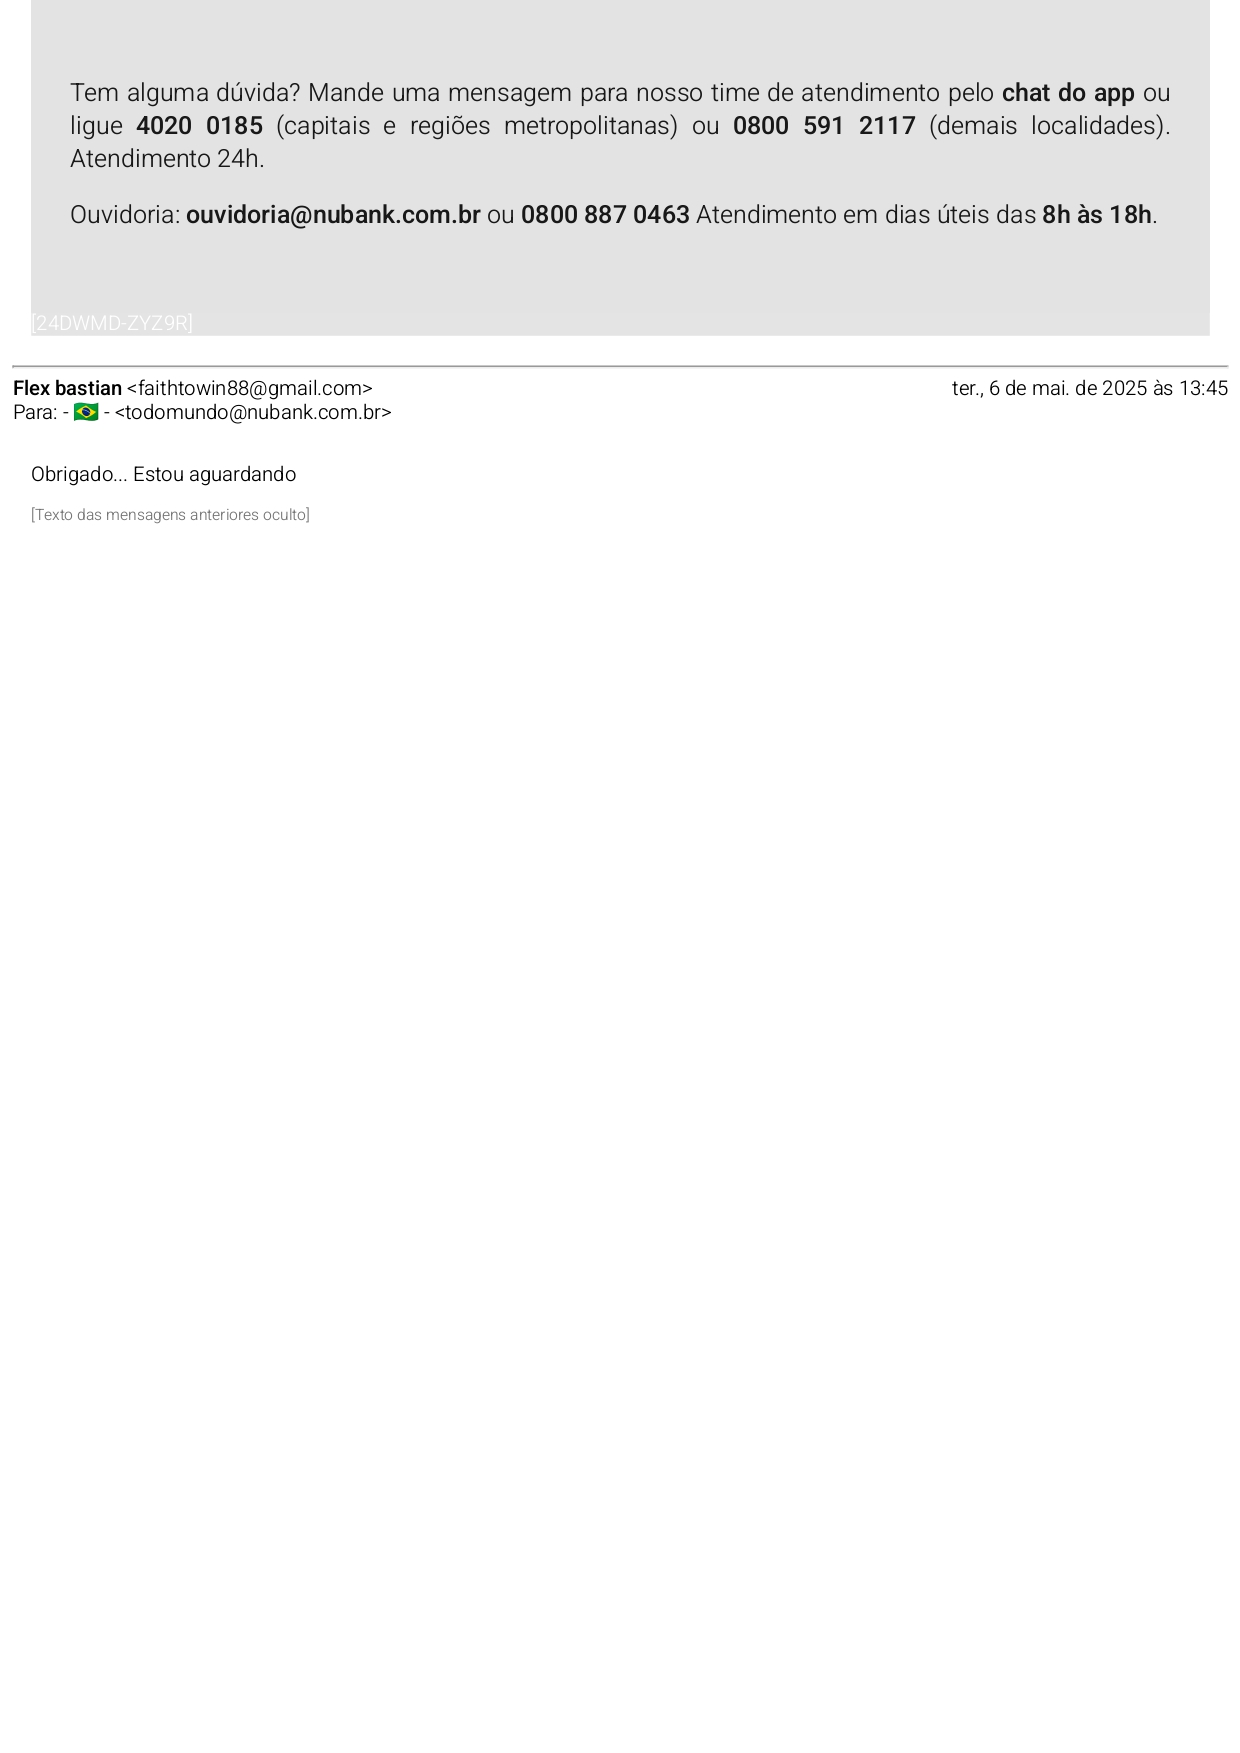 Tem alguma dúvida? Mande uma mensagem para nosso time de atendimento pelo chat do app ou
ligue 4020 0185 (capitais e regiões metropolitanas) ou 0800 591 2117 (demais localidades).
Atendimento 24h.
Ouvidoria: ouvidoria@nubank.com.br ou 0800 887 0463 Atendimento em dias úteis das 8h às 18h.
[24DWMD-ZYZ9R]
Flex bastian <faithtowin88@gmail.com> ter., 6 de mai. de 2025 às 13:45
Para: - 🇧🇷 - <todomundo@nubank.com.br>
Obrigado... Estou aguardando
[Texto das mensagens anteriores oculto]